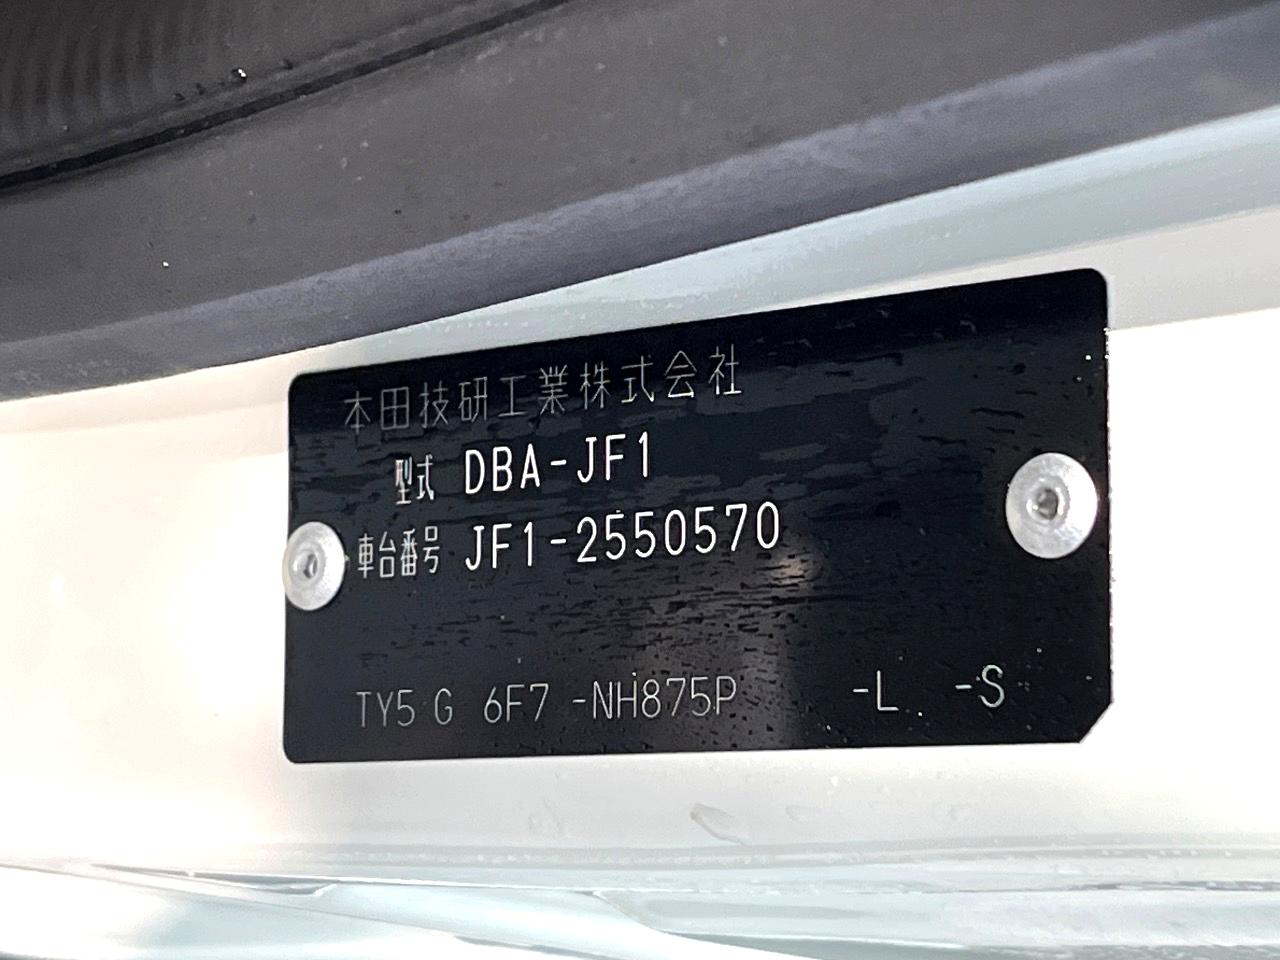 本田技研工業株式会社
型式 DBA-JF1
車台番号 JF1-2550570
TY5 G 6F7 -NH875P -L -S